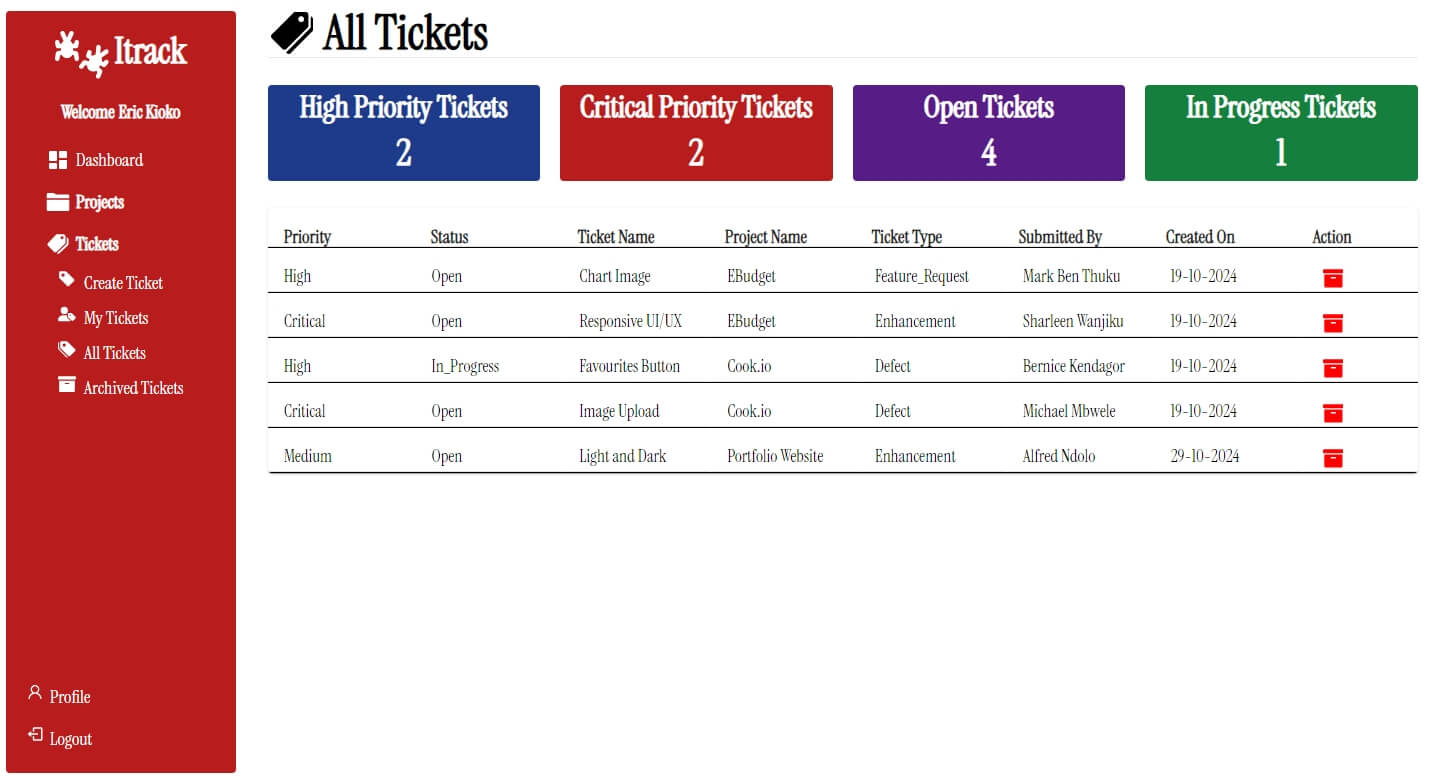 Itrack
Welcome Eric Kioko
Dashboard
Projects
Tickets
Create Ticket
My Tickets
All Tickets
Archived Tickets
Profile
Logout
All Tickets
High Priority Tickets
2
Critical Priority Tickets
2
Open Tickets
4
In Progress Tickets
1
Priority Status Ticket Name Project Name Ticket Type Submitted By Created On Action
High Open Chart Image EBudget Feature_Request Mark Ben Thuku 19-10-2024
Critical Open Responsive UI/UX EBudget Enhancement Sharleen Wanjiku 19-10-2024
High In_Progress Favourites Button Cook.io Defect Bernice Kendagor 19-10-2024
Critical Open Image Upload Cook.io Defect Michael Mbwele 19-10-2024
Medium Open Light and Dark Portfolio Website Enhancement Alfred Ndolo 29-10-2024